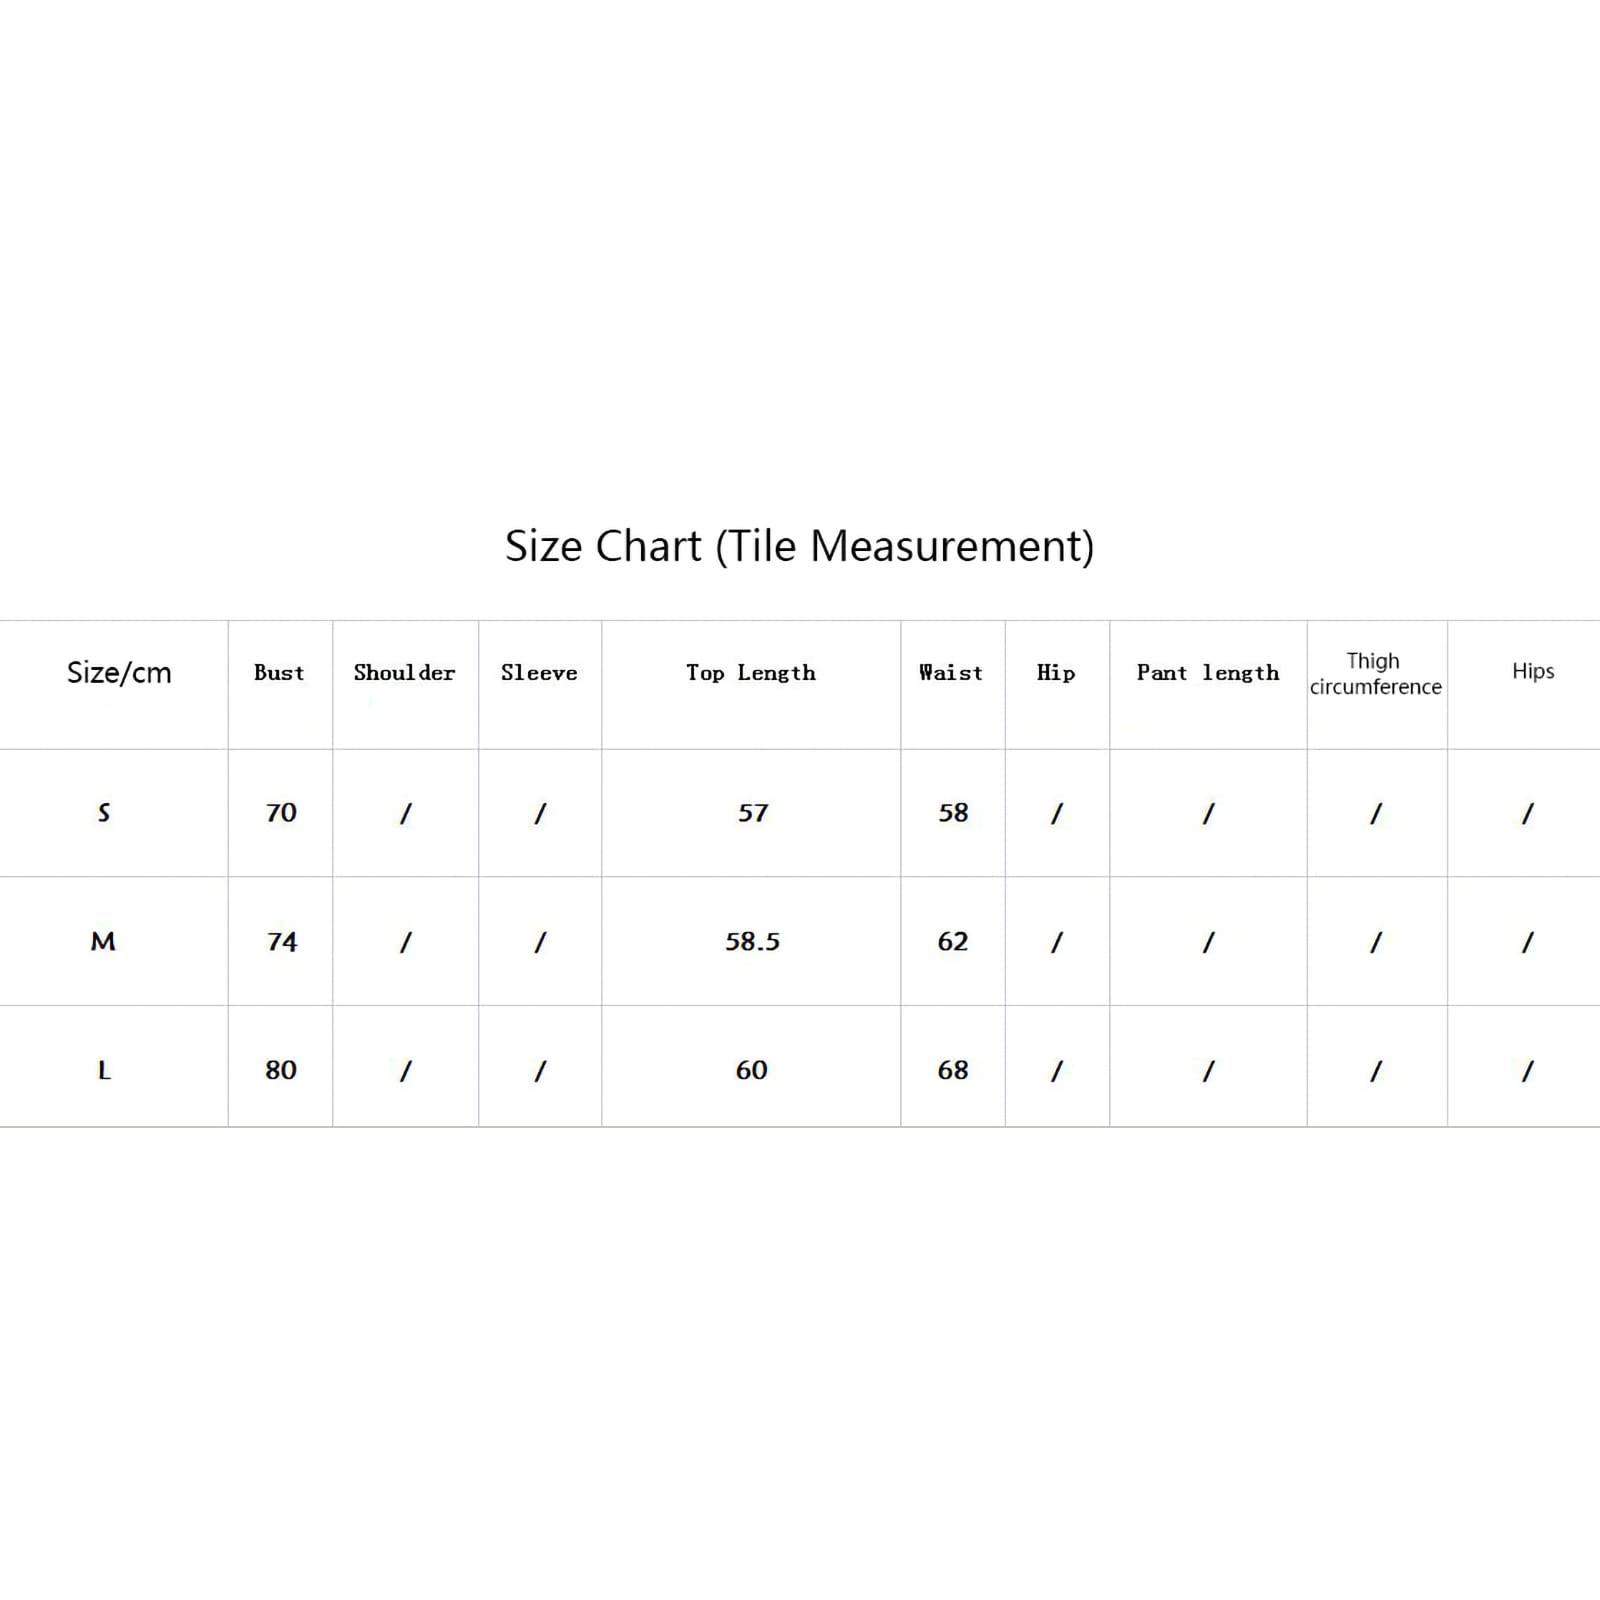 Size Chart (Tile Measurement)
Size/cm Bust Shoulder Sleeve Top Length Waist Hip Pant length Thigh circumference Hips
S 70 / / 57 58 / / / /
M 74 / / 58.5 62 / / / /
L 80 / / 60 68 / / / /